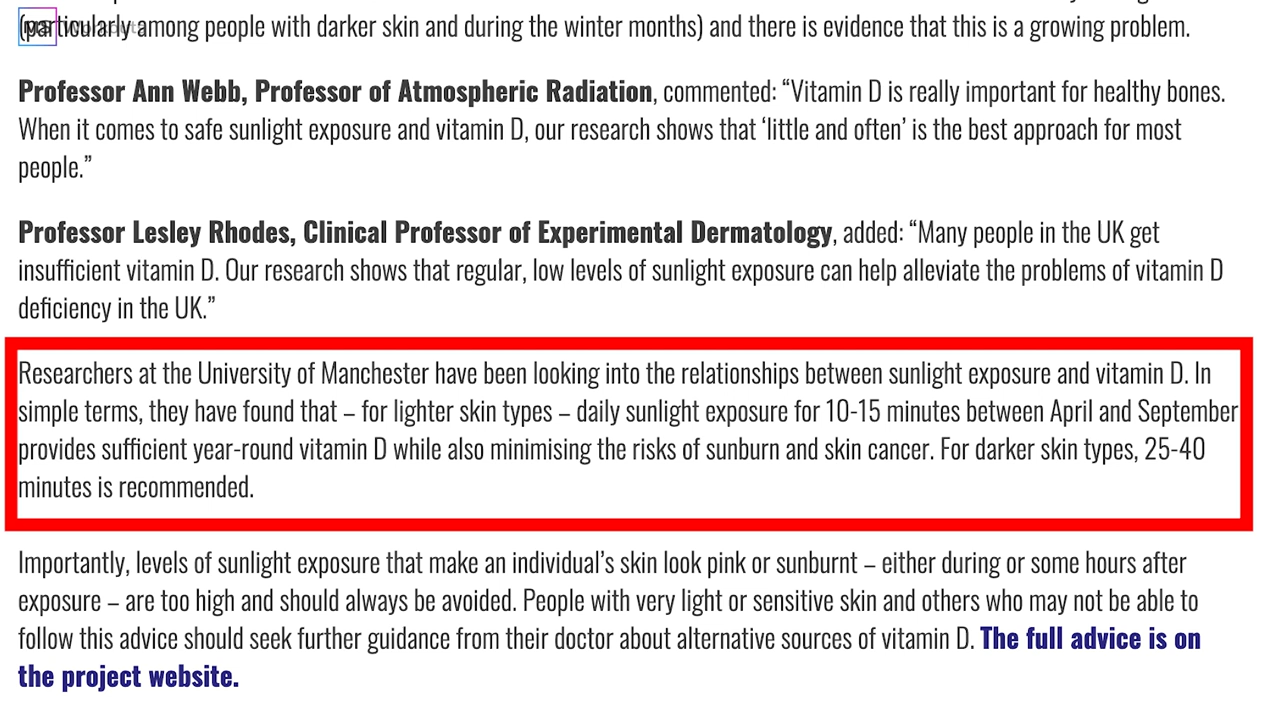 (particularly among people with darker skin and during the winter months) and there is evidence that this is a growing problem.
Professor Ann Webb, Professor of Atmospheric Radiation, commented: “Vitamin D is really important for healthy bones.
When it comes to safe sunlight exposure and vitamin D, our research shows that ‘little and often’ is the best approach for most
people.”
Professor Lesley Rhodes, Clinical Professor of Experimental Dermatology, added: “Many people in the UK get
insufficient vitamin D. Our research shows that regular, low levels of sunlight exposure can help alleviate the problems of vitamin D
deficiency in the UK.”
Researchers at the University of Manchester have been looking into the relationships between sunlight exposure and vitamin D. In
simple terms, they have found that – for lighter skin types – daily sunlight exposure for 10-15 minutes between April and September
provides sufficient year-round vitamin D while also minimising the risks of sunburn and skin cancer. For darker skin types, 25-40
minutes is recommended.
Importantly, levels of sunlight exposure that make an individual’s skin look pink or sunburnt – either during or some hours after
exposure – are too high and should always be avoided. People with very light or sensitive skin and others who may not be able to
follow this advice should seek further guidance from their doctor about alternative sources of vitamin D. The full advice is on
the project website.